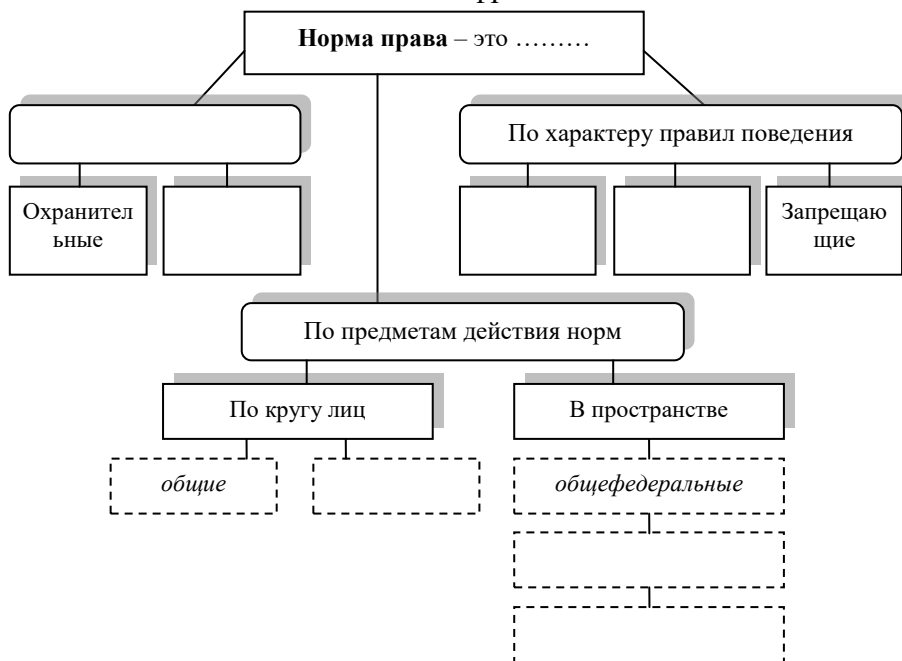 Норма права – это ………
По характеру правил поведения
Охранител
ьные
Запрещаю
щие
По предметам действия норм
По кругу лиц
В пространстве
общие
общефедеральные